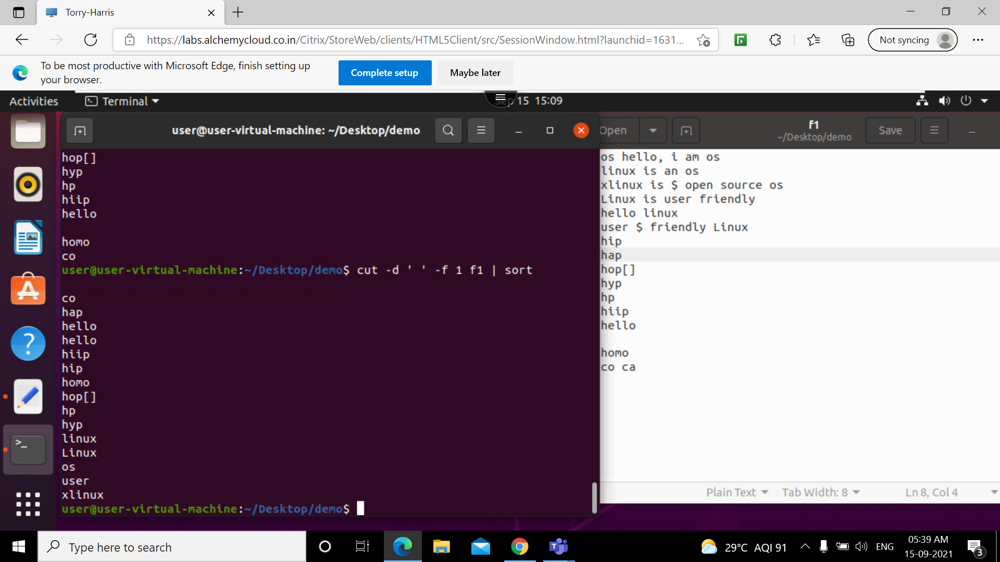 Torry-Harris
https://labs.alchemycloud.co.in/Citrix/StoreWeb/clients/HTML5Client/src/SessionWindow.html?launchid=1631...
Not syncing
To be most productive with Microsoft Edge, finish setting up
your browser.
Complete setup
Maybe later
Activities
Terminal
Sep 15 15:09
user@user-virtual-machine: ~/Desktop/demo
Open
f1
~/Desktop/demo
Save
hop[]
hyp
hp
hiip
hello
homo
co
user@user-virtual-machine:~/Desktop/demo$ cut -d ' ' -f 1 f1 | sort
co
hap
hello
hello
hiip
hip
homo
hop[]
hp
hyp
linux
Linux
os
user
xlinux
user@user-virtual-machine:~/Desktop/demo$
os hello, i am os
linux is an os
xlinux is $ open source os
Linux is user friendly
hello linux
user $ friendly Linux
hip
hap
hop[]
hyp
hp
hiip
hello
homo
co ca
Plain Text
Tab Width: 8
Ln 8, Col 4
Type here to search
29°C AQI 91
ENG
05:39 AM
15-09-2021
3